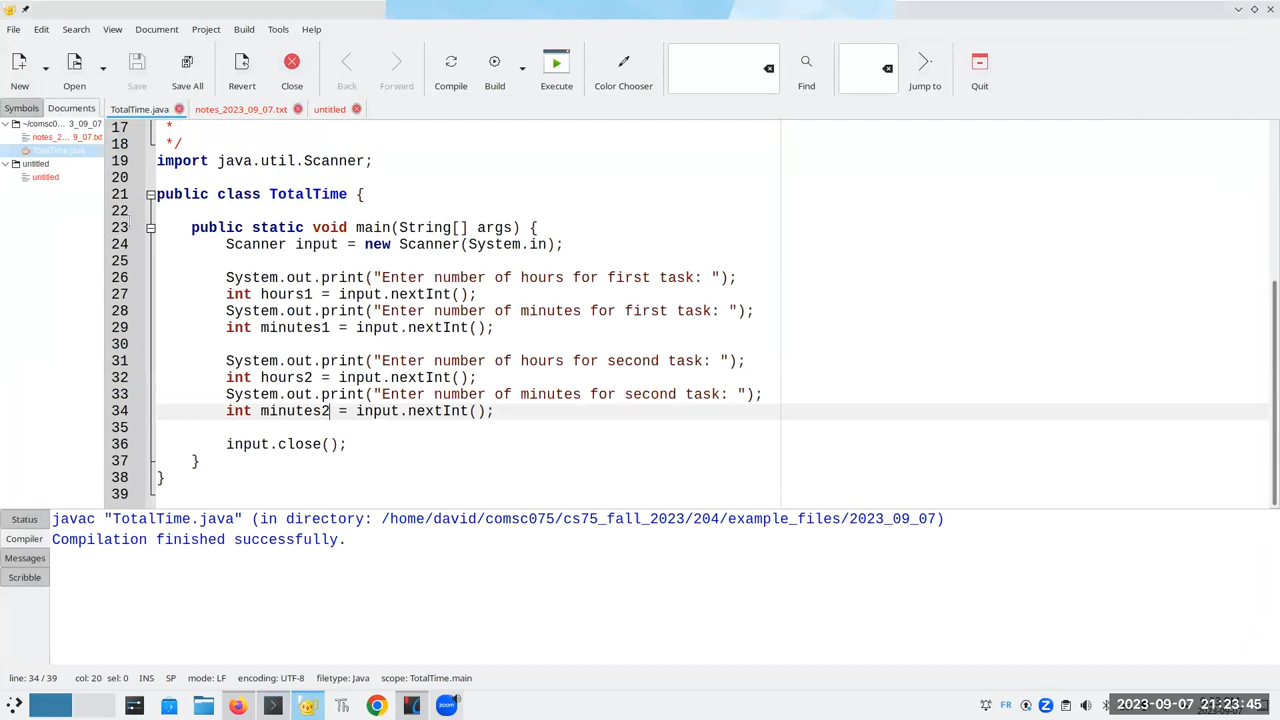 File Edit Search View Document Project Build Tools Help
New Open Save Save All Revert Close Back Forward Compile Build Execute Color Chooser Find Jump to Quit
Symbols Documents TotalTime.java notes_2023_09_07.txt untitled
~/comsc0... 3_09_07
notes_2... 9_07.txt
TotalTime.java
untitled
untitled
17 *
18 */
19 import java.util.Scanner;
20
21 public class TotalTime {
22
23 public static void main(String[] args) {
24 Scanner input = new Scanner(System.in);
25
26 System.out.print("Enter number of hours for first task: ");
27 int hours1 = input.nextInt();
28 System.out.print("Enter number of minutes for first task: ");
29 int minutes1 = input.nextInt();
30
31 System.out.print("Enter number of hours for second task: ");
32 int hours2 = input.nextInt();
33 System.out.print("Enter number of minutes for second task: ");
34 int minutes2 = input.nextInt();
35
36 input.close();
37 }
38 }
39
Status
Compiler
Messages
Scribble
javac "TotalTime.java" (in directory: /home/david/comsc075/cs75_fall_2023/204/example_files/2023_09_07)
Compilation finished successfully.
line: 34 / 39 col: 20 sel: 0 INS SP mode: LF encoding: UTF-8 filetype: Java scope: TotalTime.main
zoom FR 2023-09-07 21:23:45